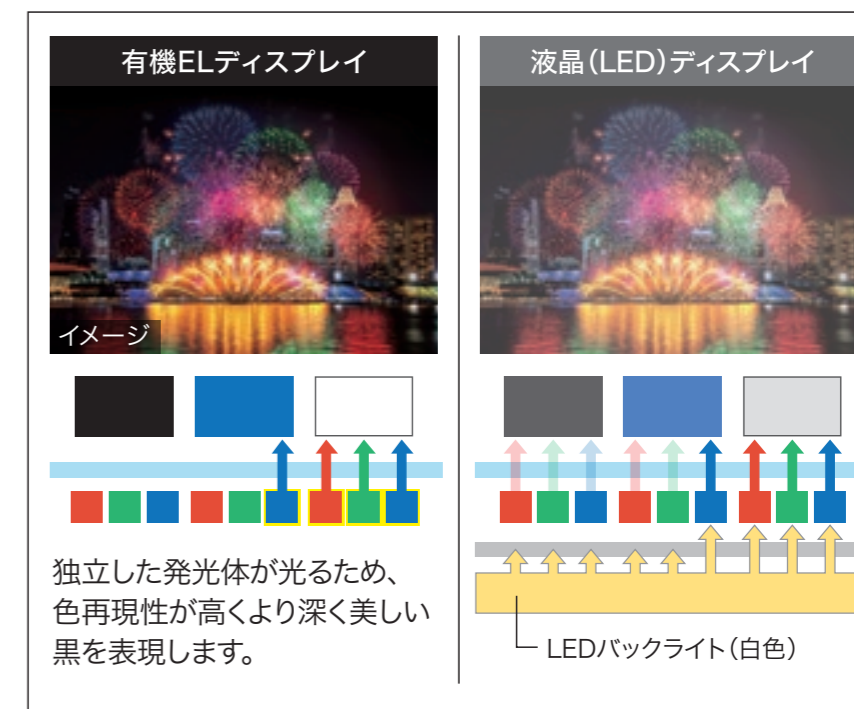 有機ELディスプレイ
イメージ
独立した発光体が光るため、
色再現性が高くより深く美しい
黒を表現します。
液晶（LED）ディスプレイ
LEDバックライト（白色）